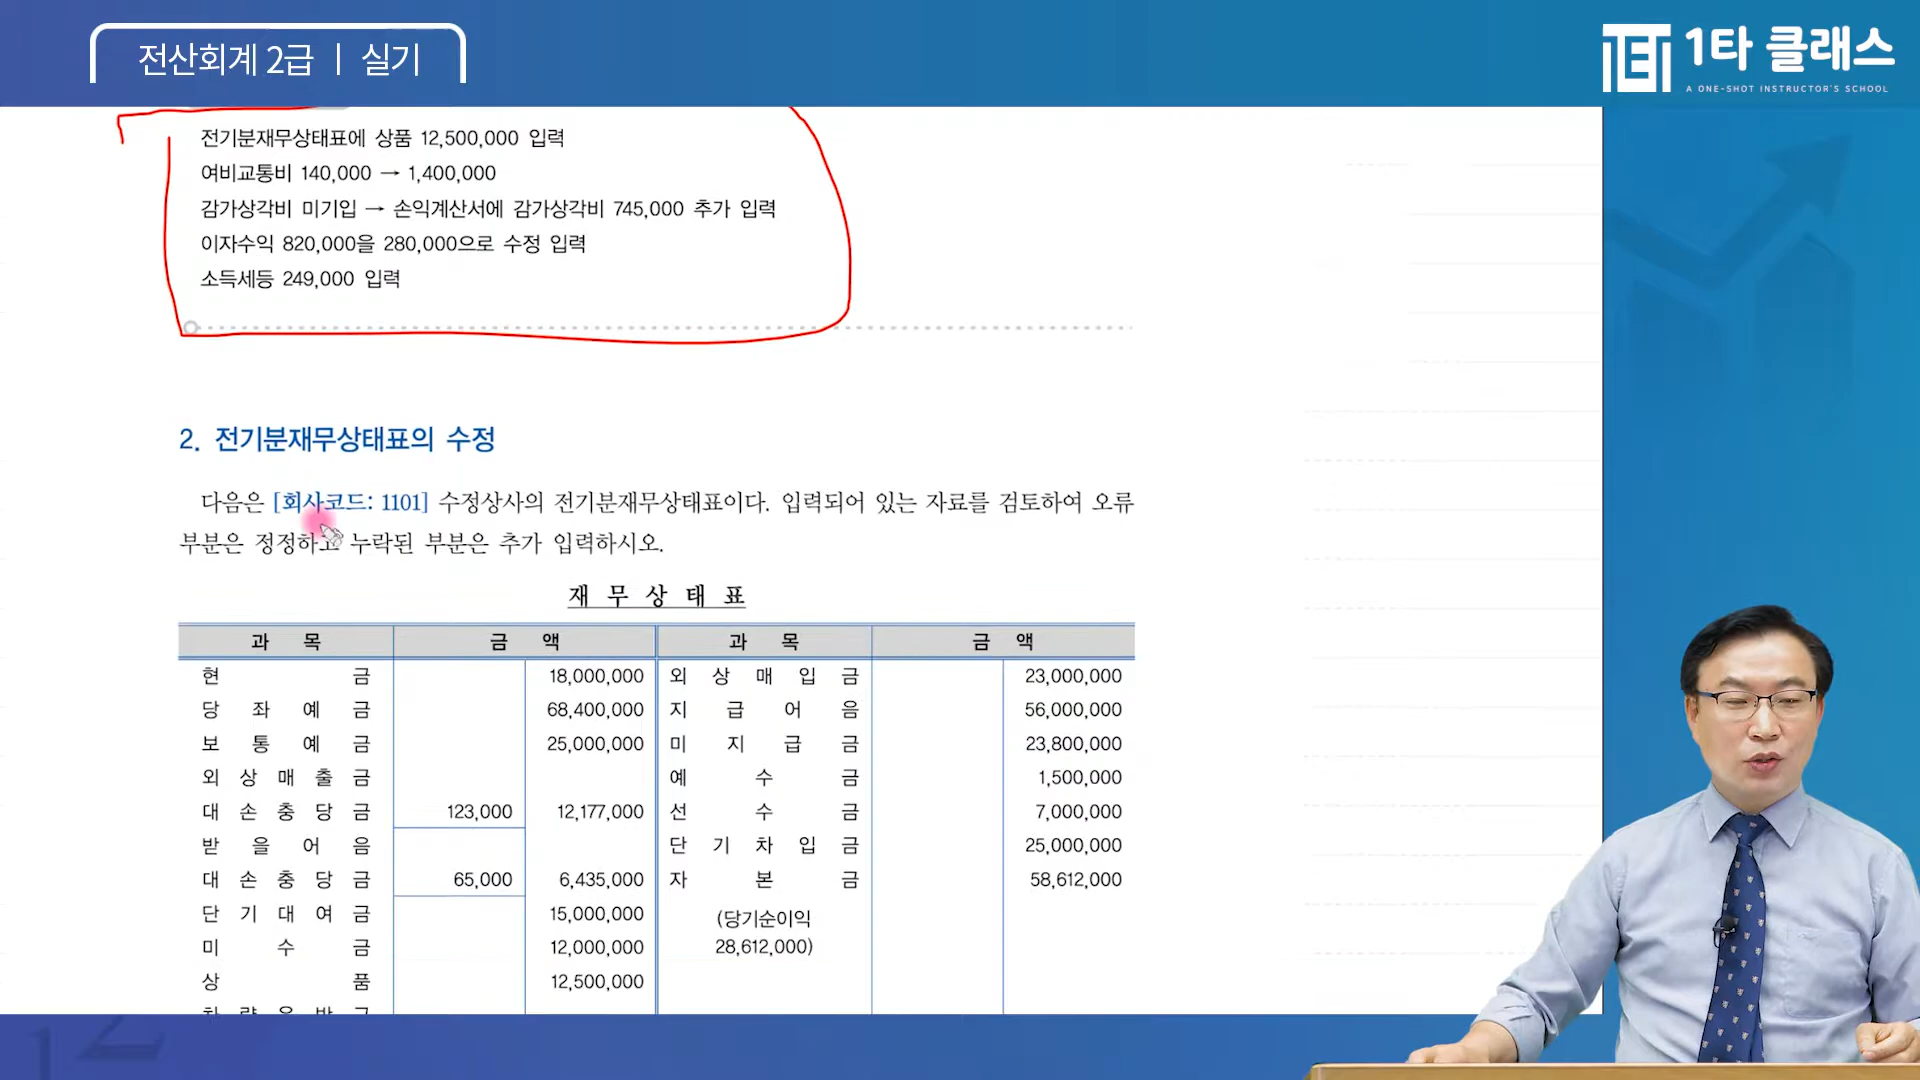 전산회계 2급 ㅣ 실기
1타 클래스
A ONE-SHOT INSTRUCTOR'S SCHOOL
전기분재무상태표에 상품 12,500,000 입력
여비교통비 140,000 → 1,400,000
감가상각비 미기입 → 손익계산서에 감가상각비 745,000 추가 입력
이자수익 820,000을 280,000으로 수정 입력
소득세등 249,000 입력
2. 전기분재무상태표의 수정
다음은 [회사코드: 1101] 수정상사의 전기분재무상태표이다. 입력되어 있는 자료를 검토하여 오류
부분은 정정하고 누락된 부분은 추가 입력하시오.
재 무 상 태 표
과 목 금 액 과 목 금 액
현 금 18,000,000 외 상 매 입 금 23,000,000
당 좌 예 금 68,400,000 지 급 어 음 56,000,000
보 통 예 금 25,000,000 미 지 급 금 23,800,000
외 상 매 출 금 예 수 금 1,500,000
대 손 충 당 금 123,000 12,177,000 선 수 금 7,000,000
받 을 어 음 단 기 차 입 금 25,000,000
대 손 충 당 금 65,000 6,435,000 자 본 금 58,612,000
단 기 대 여 금 15,000,000 (당기순이익
미 수 금 12,000,000 28,612,000)
상 품 12,500,000